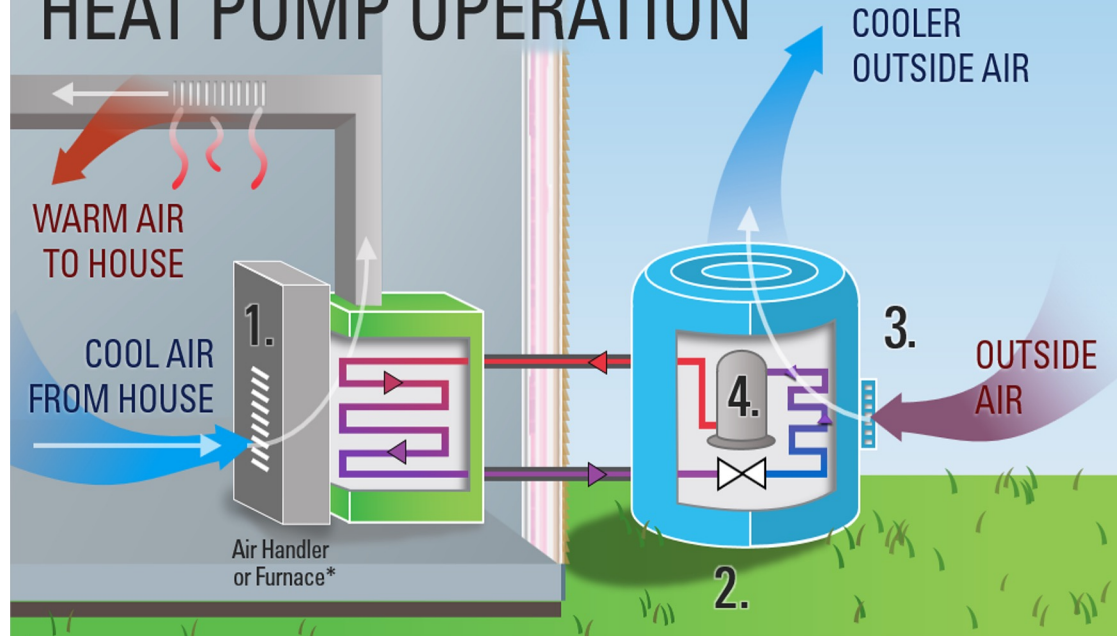 HEAT PUMP OPERATION
COOLER
OUTSIDE AIR
WARM AIR
TO HOUSE
1.
COOL AIR
FROM HOUSE
3.
OUTSIDE
AIR
4.
Air Handler
or Furnace*
2.